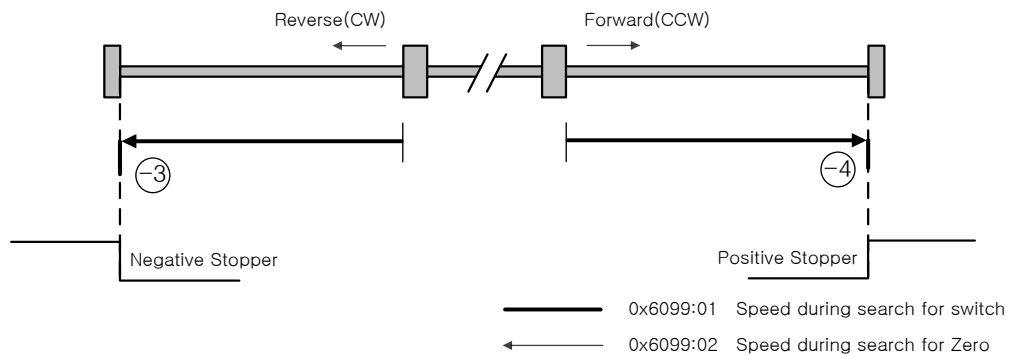 Reverse(CW)
Forward(CCW)
-3
-4
Negative Stopper
Positive Stopper
0x6099:01 Speed during search for switch
0x6099:02 Speed during search for Zero